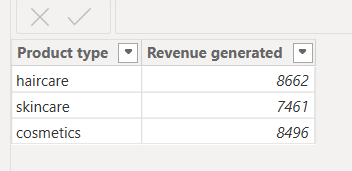 Product type Revenue generated
haircare 8662
skincare 7461
cosmetics 8496